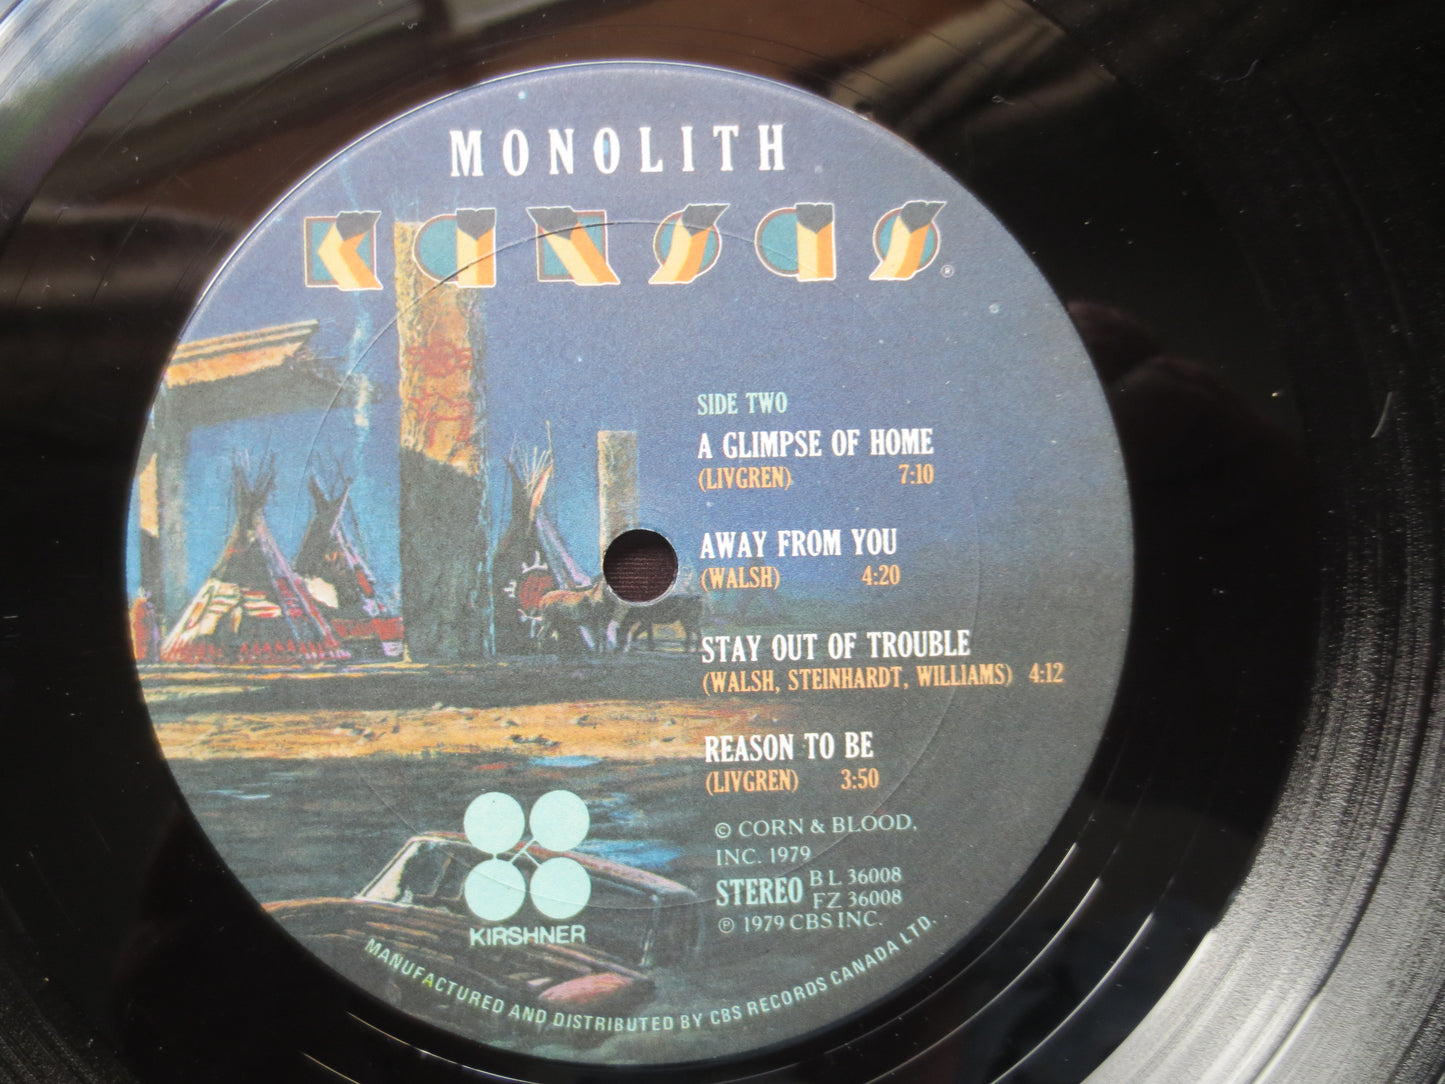 MONOLITH
KANSAS®
SIDE TWO
A GLIMPSE OF HOME
(LIVGREN) 7:10
AWAY FROM YOU
(WALSH) 4:20
STAY OUT OF TROUBLE
(WALSH, STEINHARDT, WILLIAMS) 4:12
REASON TO BE
(LIVGREN) 3:50
© CORN & BLOOD,
INC. 1979
STEREO BL 36008
FZ 36008
℗ 1979 CBS INC.
KIRSHNER
MANUFACTURED AND DISTRIBUTED BY CBS RECORDS CANADA LTD.